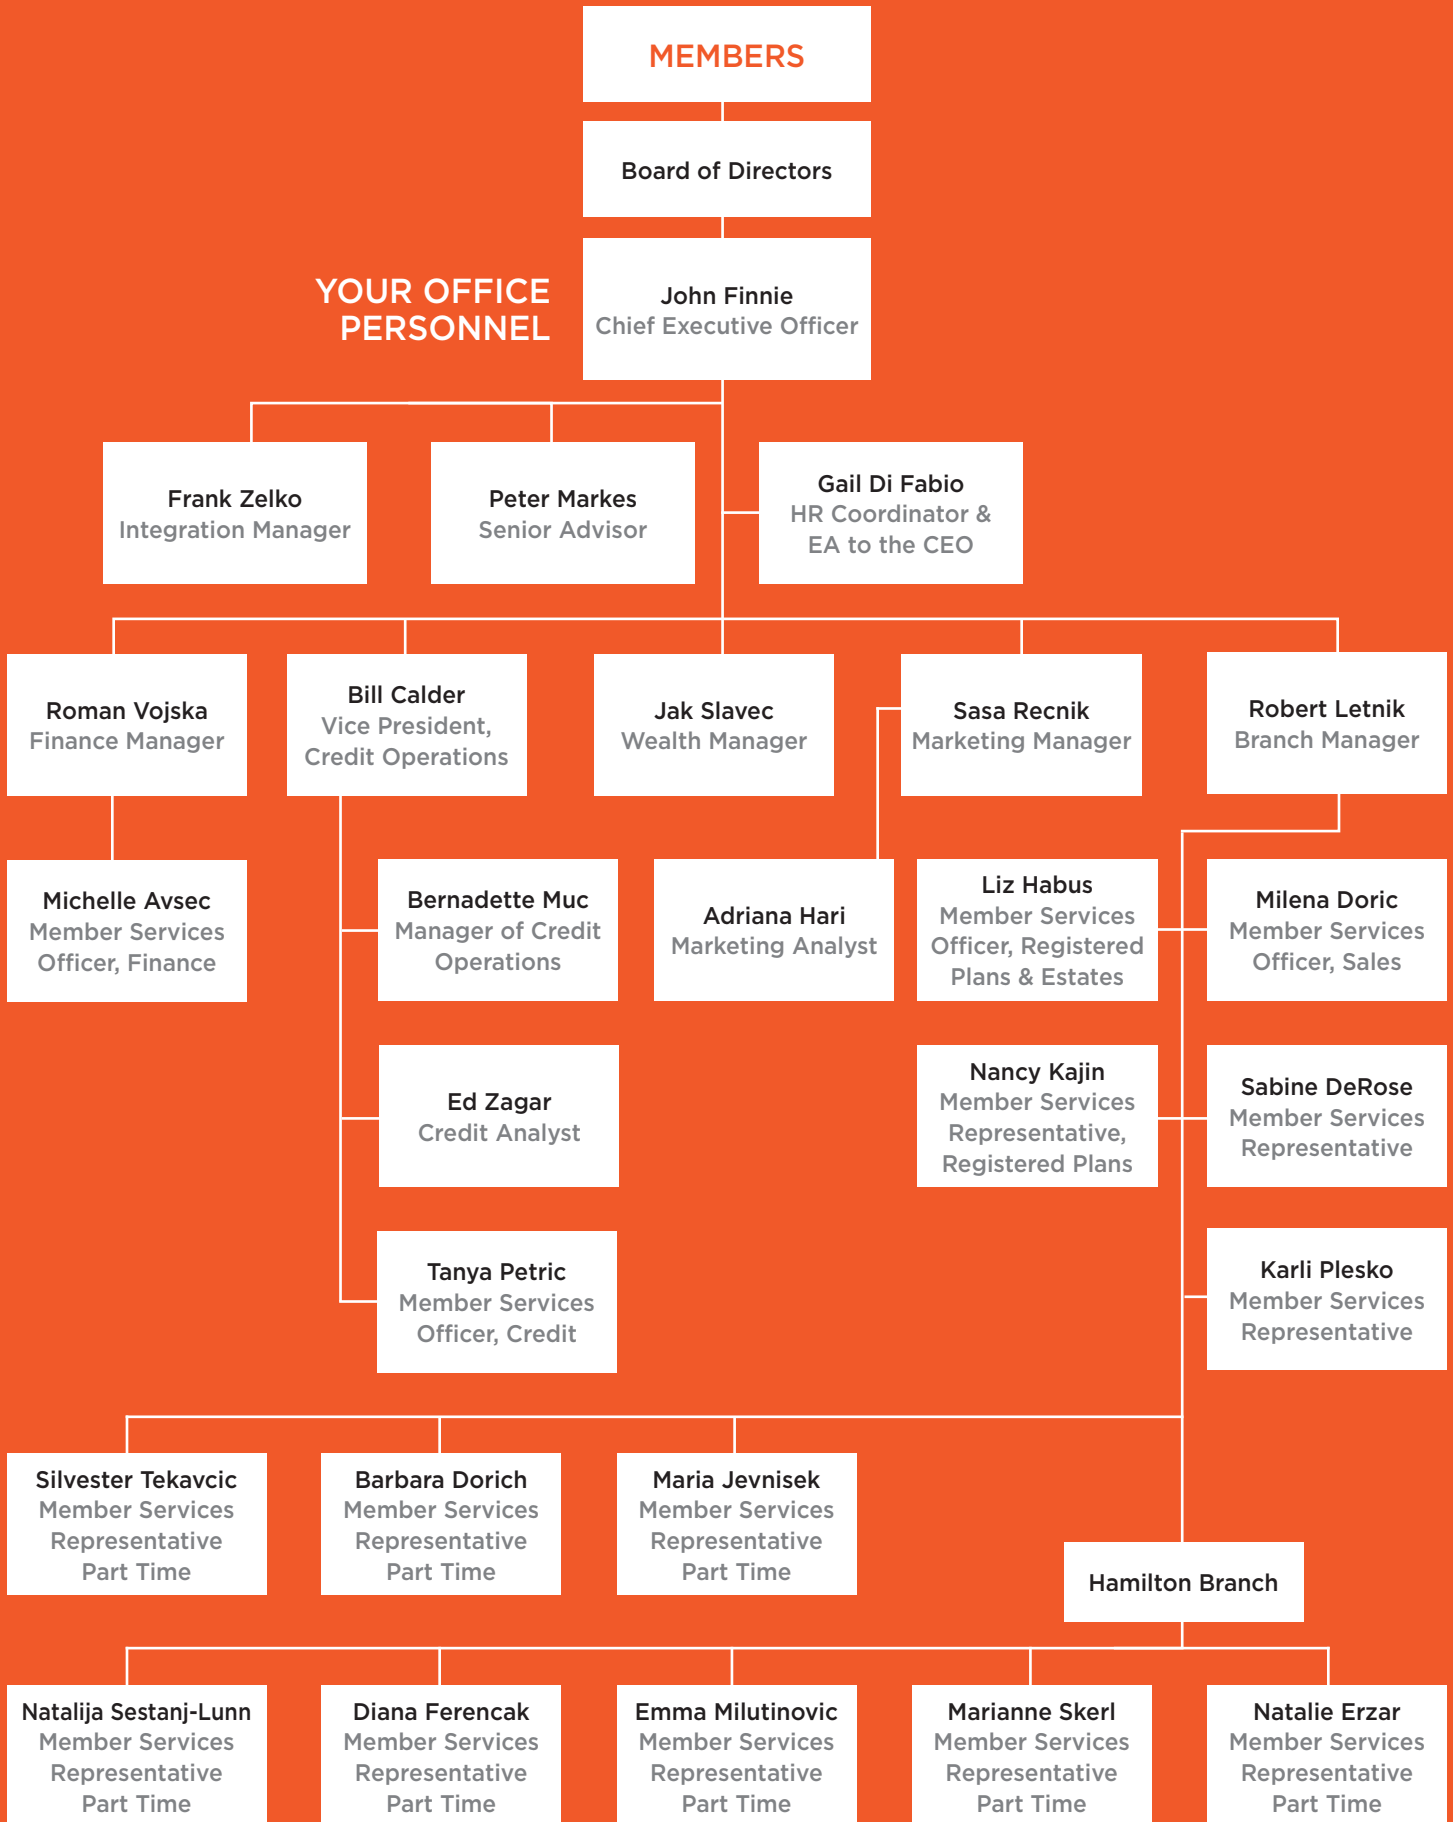 MEMBERS
Board of Directors
YOUR OFFICE
PERSONNEL
John Finnie
Chief Executive Officer
Frank Zelko
Integration Manager
Peter Markes
Senior Advisor
Gail Di Fabio
HR Coordinator &
EA to the CEO
Roman Vojska
Finance Manager
Bill Calder
Vice President,
Credit Operations
Jak Slavec
Wealth Manager
Sasa Recnik
Marketing Manager
Robert Letnik
Branch Manager
Michelle Avsec
Member Services
Officer, Finance
Bernadette Muc
Manager of Credit
Operations
Adriana Hari
Marketing Analyst
Liz Habus
Member Services
Officer, Registered
Plans & Estates
Milena Doric
Member Services
Officer, Sales
Ed Zagar
Credit Analyst
Nancy Kajin
Member Services
Representative,
Registered Plans
Sabine DeRose
Member Services
Representative
Tanya Petric
Member Services
Officer, Credit
Karli Plesko
Member Services
Representative
Silvester Tekavcic
Member Services
Representative
Part Time
Barbara Dorich
Member Services
Representative
Part Time
Maria Jevnisek
Member Services
Representative
Part Time
Hamilton Branch
Natalija Sestanj-Lunn
Member Services
Representative
Part Time
Diana Ferencak
Member Services
Representative
Part Time
Emma Milutinovic
Member Services
Representative
Part Time
Marianne Skerl
Member Services
Representative
Part Time
Natalie Erzar
Member Services
Representative
Part Time